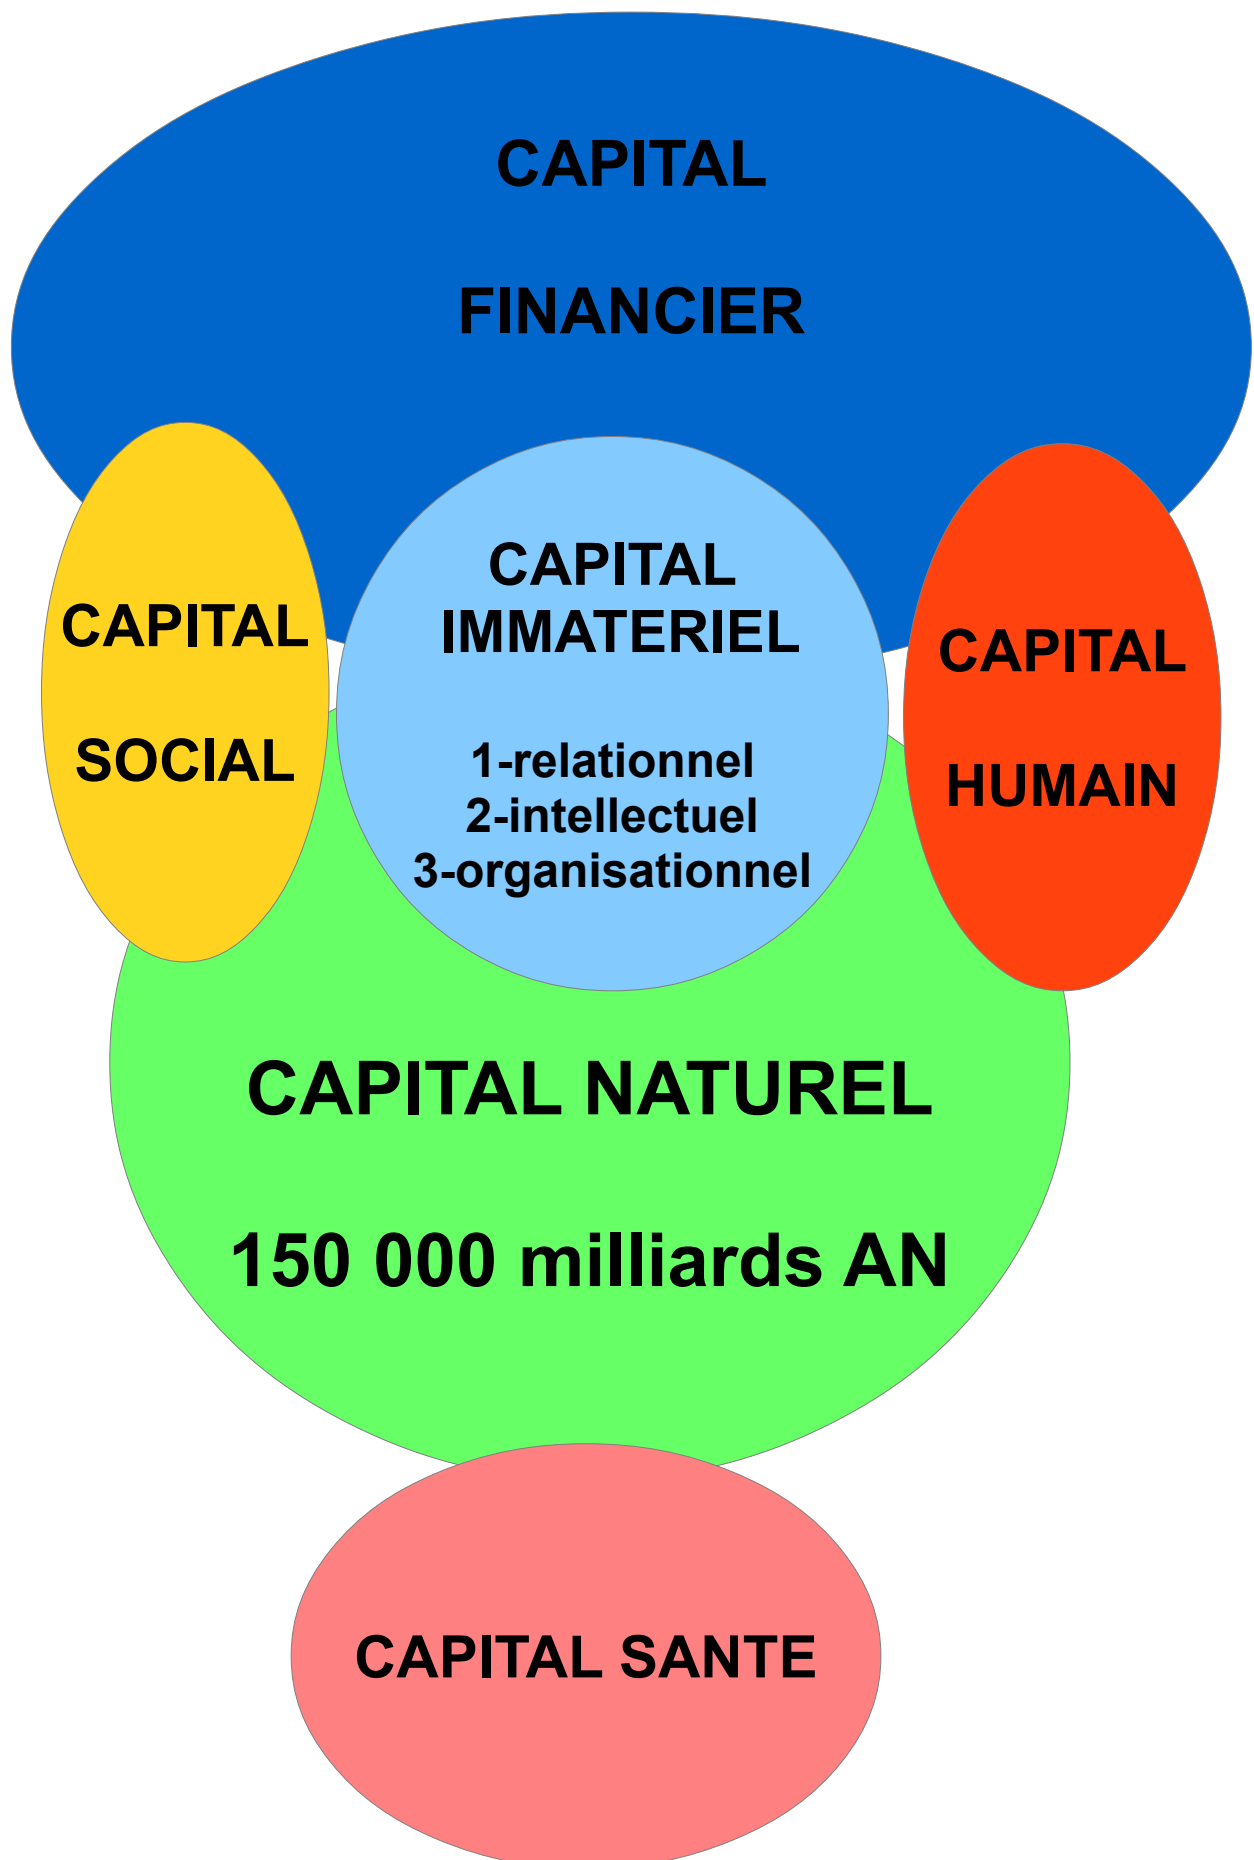 CAPITAL
FINANCIER
CAPITAL
SOCIAL
CAPITAL
IMMATERIEL
1-relationnel
2-intellectuel
3-organisationnel
CAPITAL
HUMAIN
CAPITAL NATUREL
150 000 milliards AN
CAPITAL SANTE